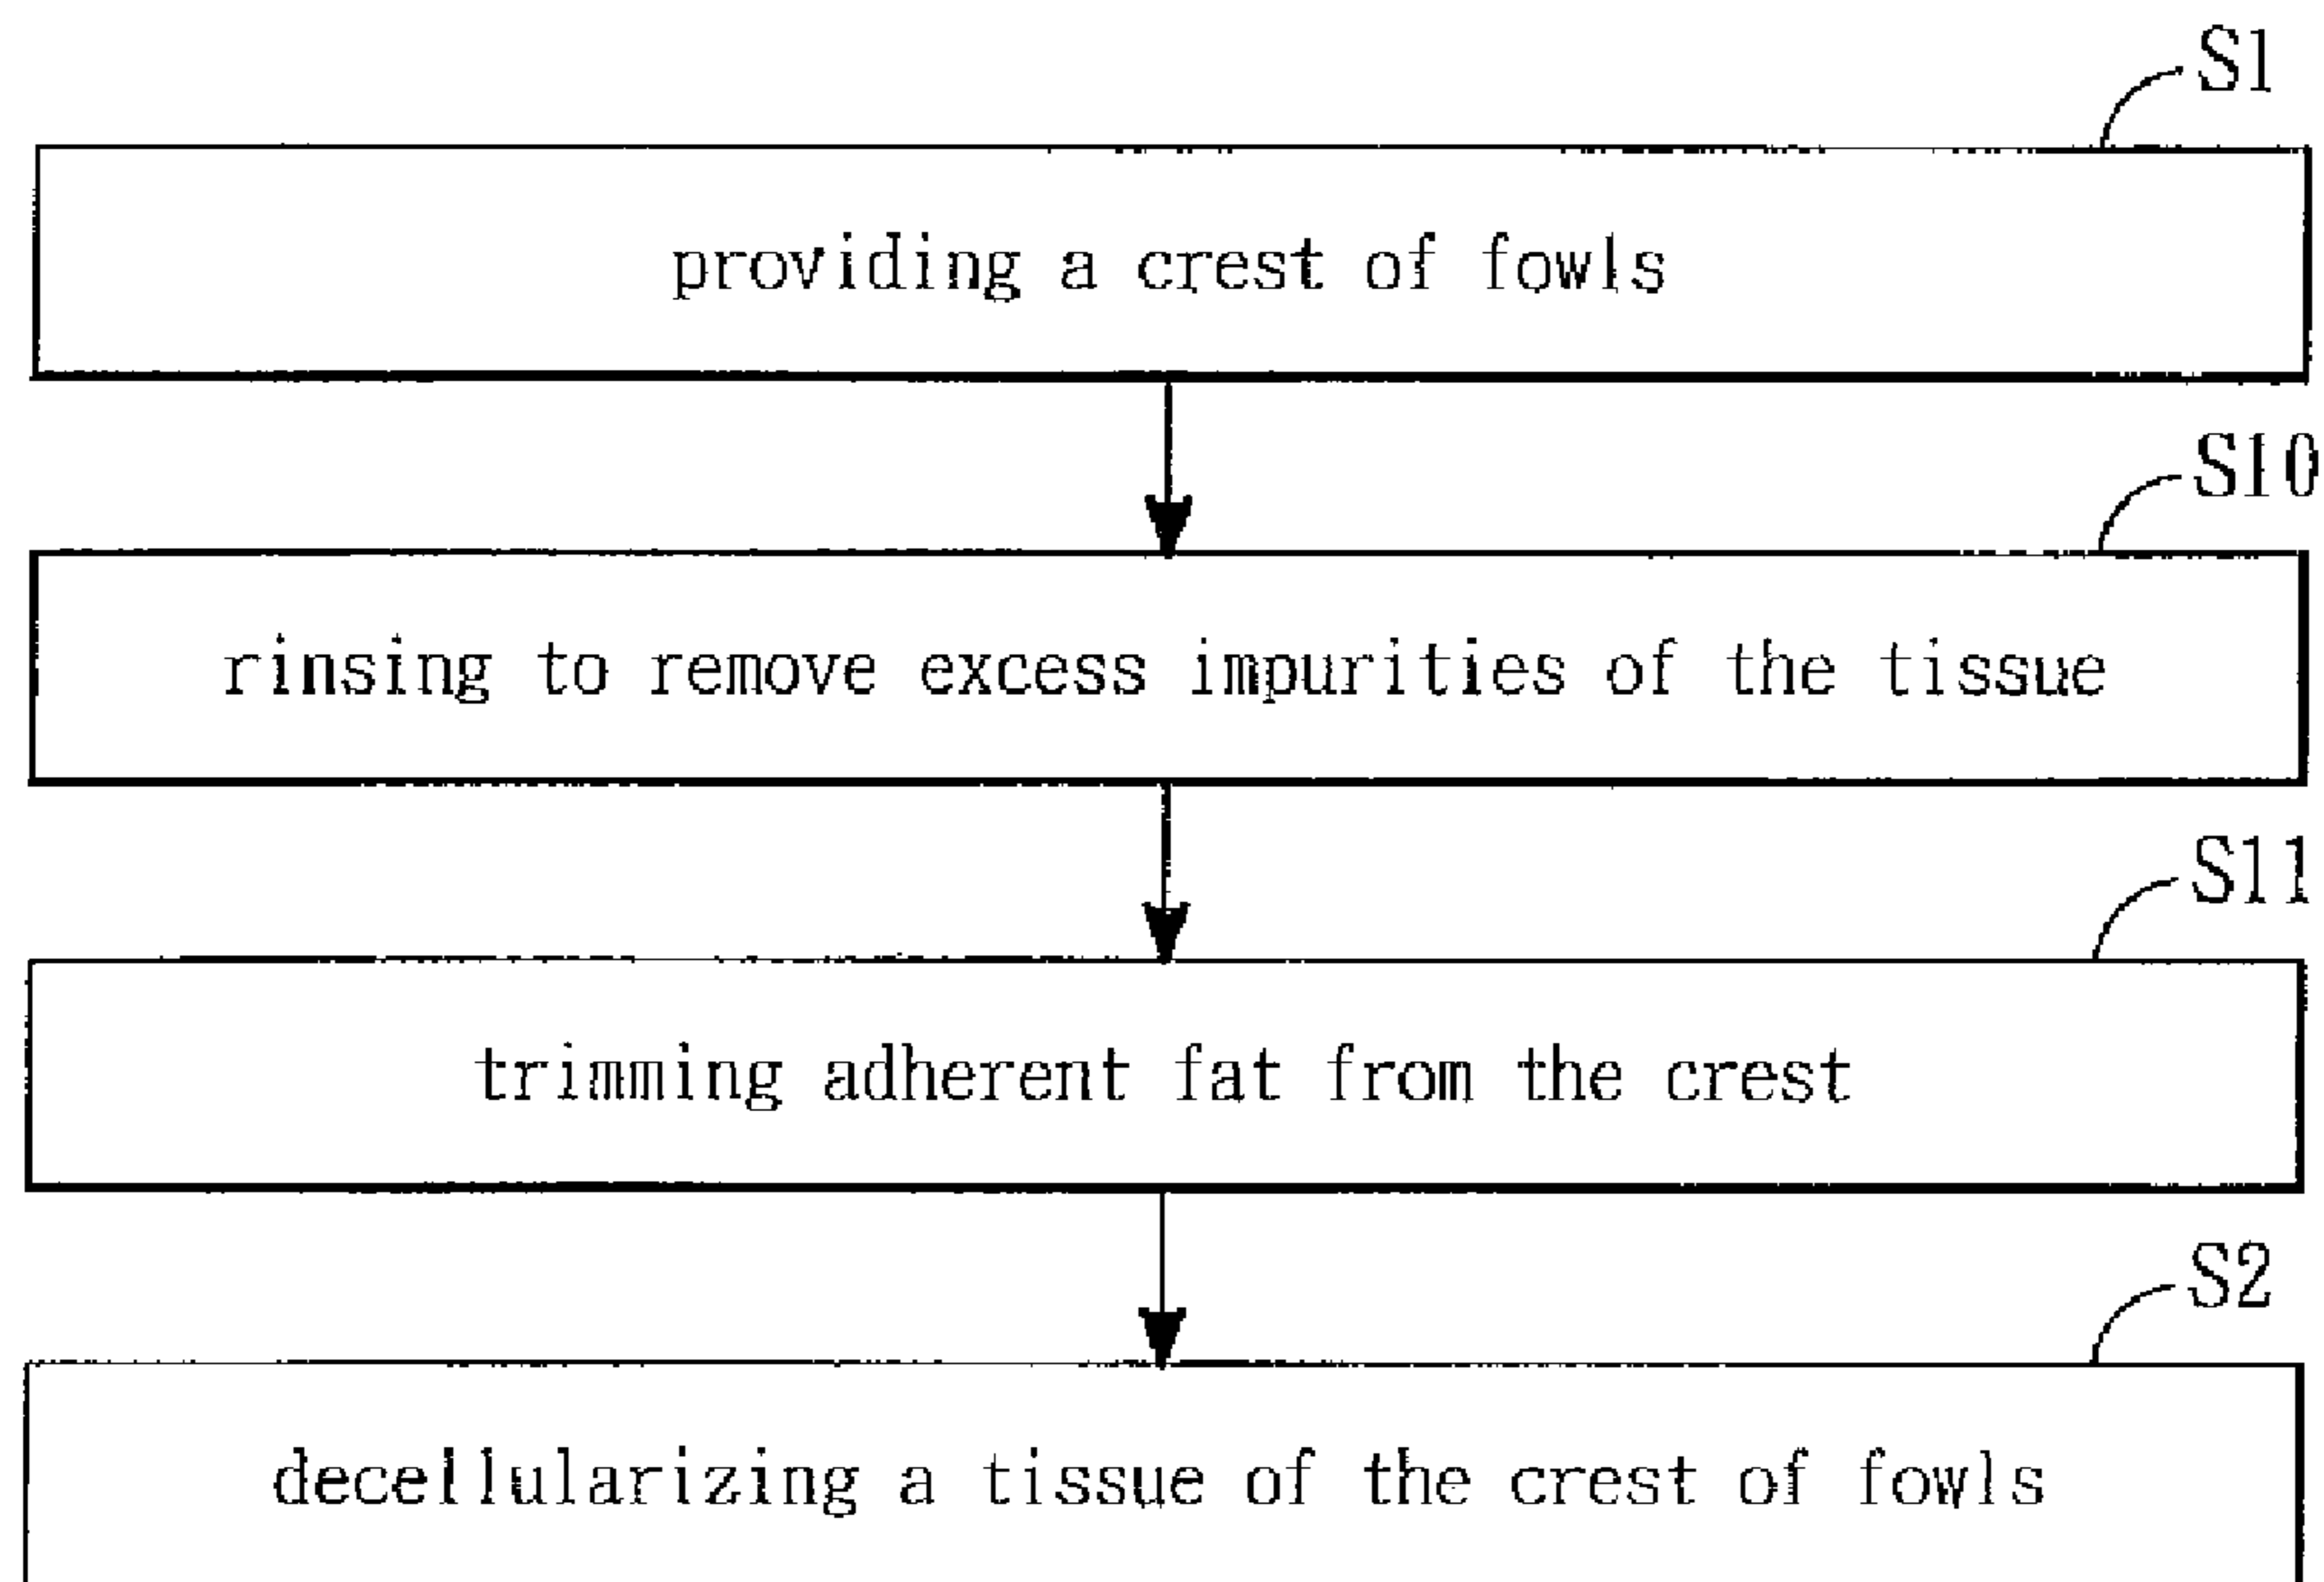 S1
providing a crest of fowls
S10
rinsing to remove excess impurities of the tissue
S11
trimming adherent fat from the crest
S2
decellularizing a tissue of the crest of fowls